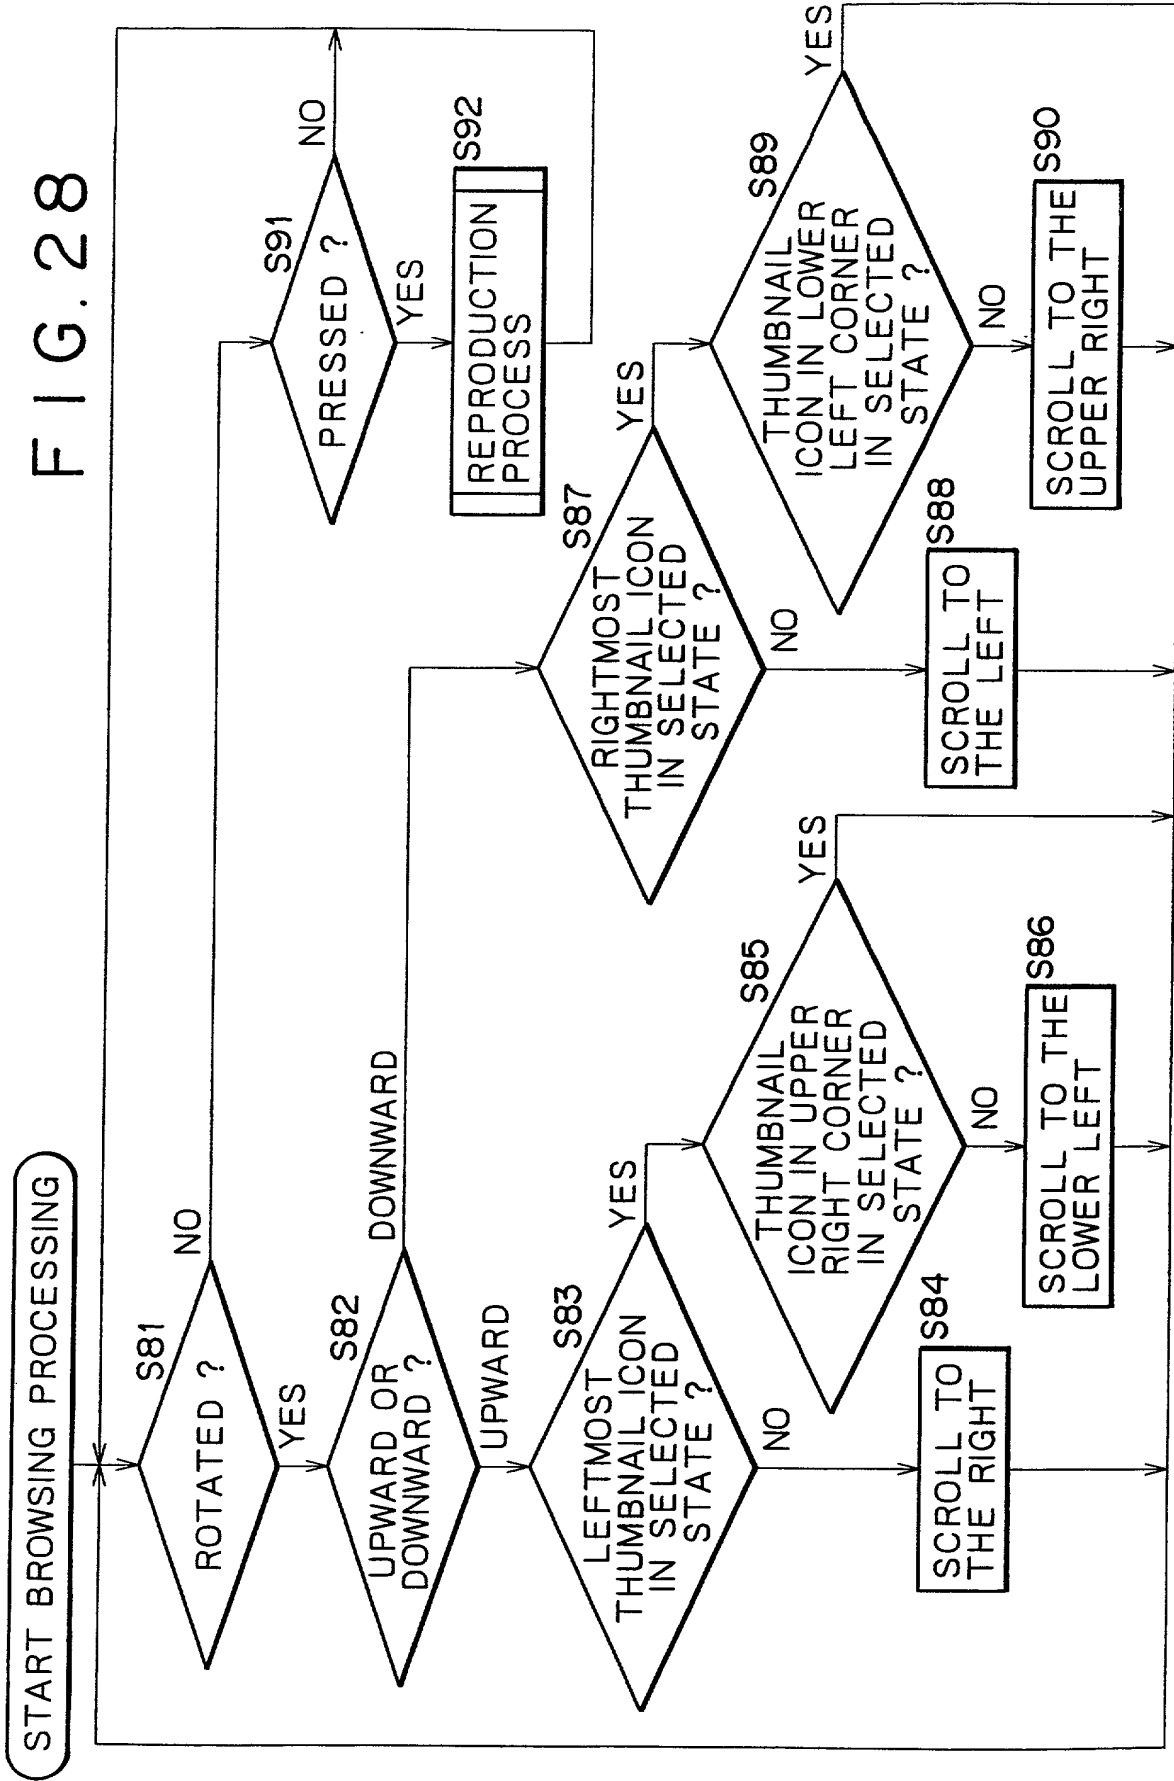 FIG. 28
START BROWSING PROCESSING
S81
ROTATED ?
NO
YES
S82
UPWARD OR
DOWNWARD ?
DOWNWARD
UPWARD
S83
LEFTMOST
THUMBNAIL ICON
IN SELECTED
STATE ?
YES
NO
S84
SCROLL TO
THE RIGHT
S85
THUMBNAIL
ICON IN UPPER
RIGHT CORNER
IN SELECTED
STATE ?
YES
NO
S86
SCROLL TO THE
LOWER LEFT
S87
RIGHTMOST
THUMBNAIL ICON
IN SELECTED
STATE ?
YES
NO
S88
SCROLL TO
THE LEFT
S89
THUMBNAIL
ICON IN LOWER
LEFT CORNER
IN SELECTED
STATE ?
YES
NO
S90
SCROLL TO THE
UPPER RIGHT
S91
PRESSED ?
NO
YES
S92
REPRODUCTION
PROCESS